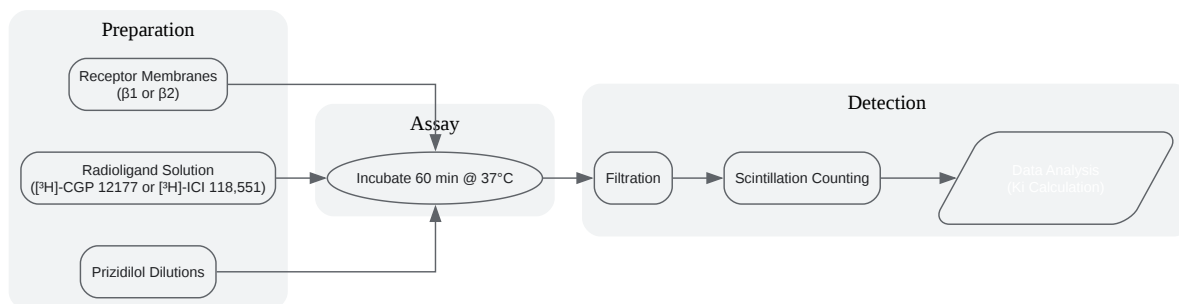 Preparation
Receptor Membranes
(β1 or β2)
Radioligand Solution
([³H]-CGP 12177 or [³H]-ICI 118,551)
Prizidilol Dilutions
Assay
Incubate 60 min @ 37°C
Detection
Filtration
Scintillation Counting
Data Analysis
(Ki Calculation)